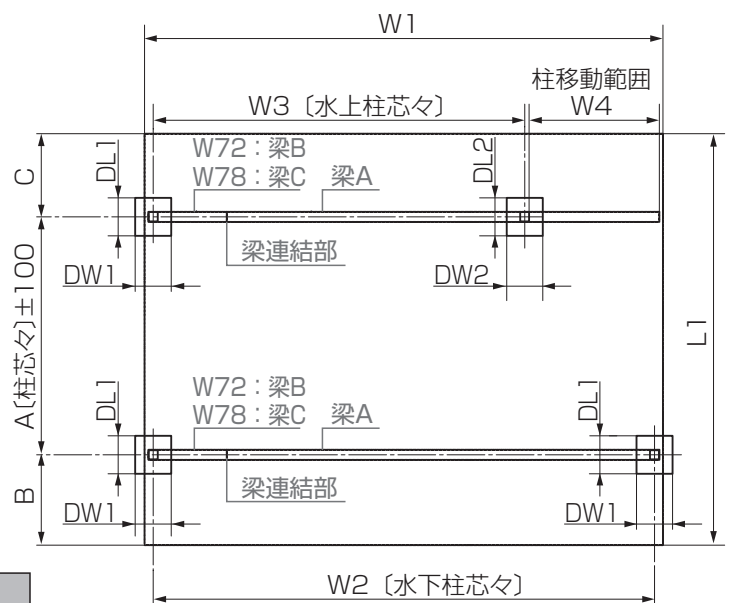 W1
柱移動範囲
W3〔水上柱芯々〕
W4
C
DL1
W72：梁B
W78：梁C
梁A
DL2
梁連結部
DW1
DW2
A〔柱芯々〕±100
L1
DL1
W72：梁B
W78：梁C
梁A
DL1
梁連結部
B
DW1
DW1
W2〔水下柱芯々〕